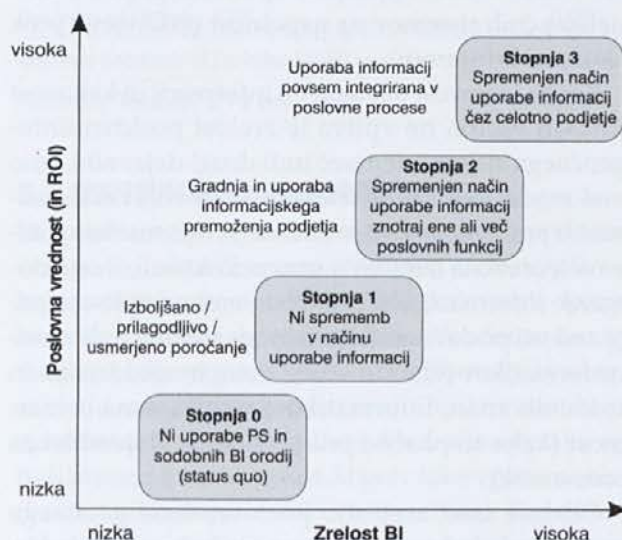 visoka
Poslovna vrednost (in ROI)
nizka
Uporaba informacij
povsem integrirana v
poslovne procese
Stopnja 3
Spremenjen način
uporabe informacij
čez celotno podjetje
Gradnja in uporaba
informacijskega
premoženja podjetja
Stopnja 2
Spremenjen način
uporabe informacij
znotraj ene ali več
poslovnih funkcij
Izboljšano /
prilagodljivo /
usmerjeno poročanje
Stopnja 1
Ni sprememb
v načinu
uporabe informacij
Stopnja 0
Ni uporabe PS in
sodobnih BI orodij
(status quo)
nizka
Zrelost BI
visoka